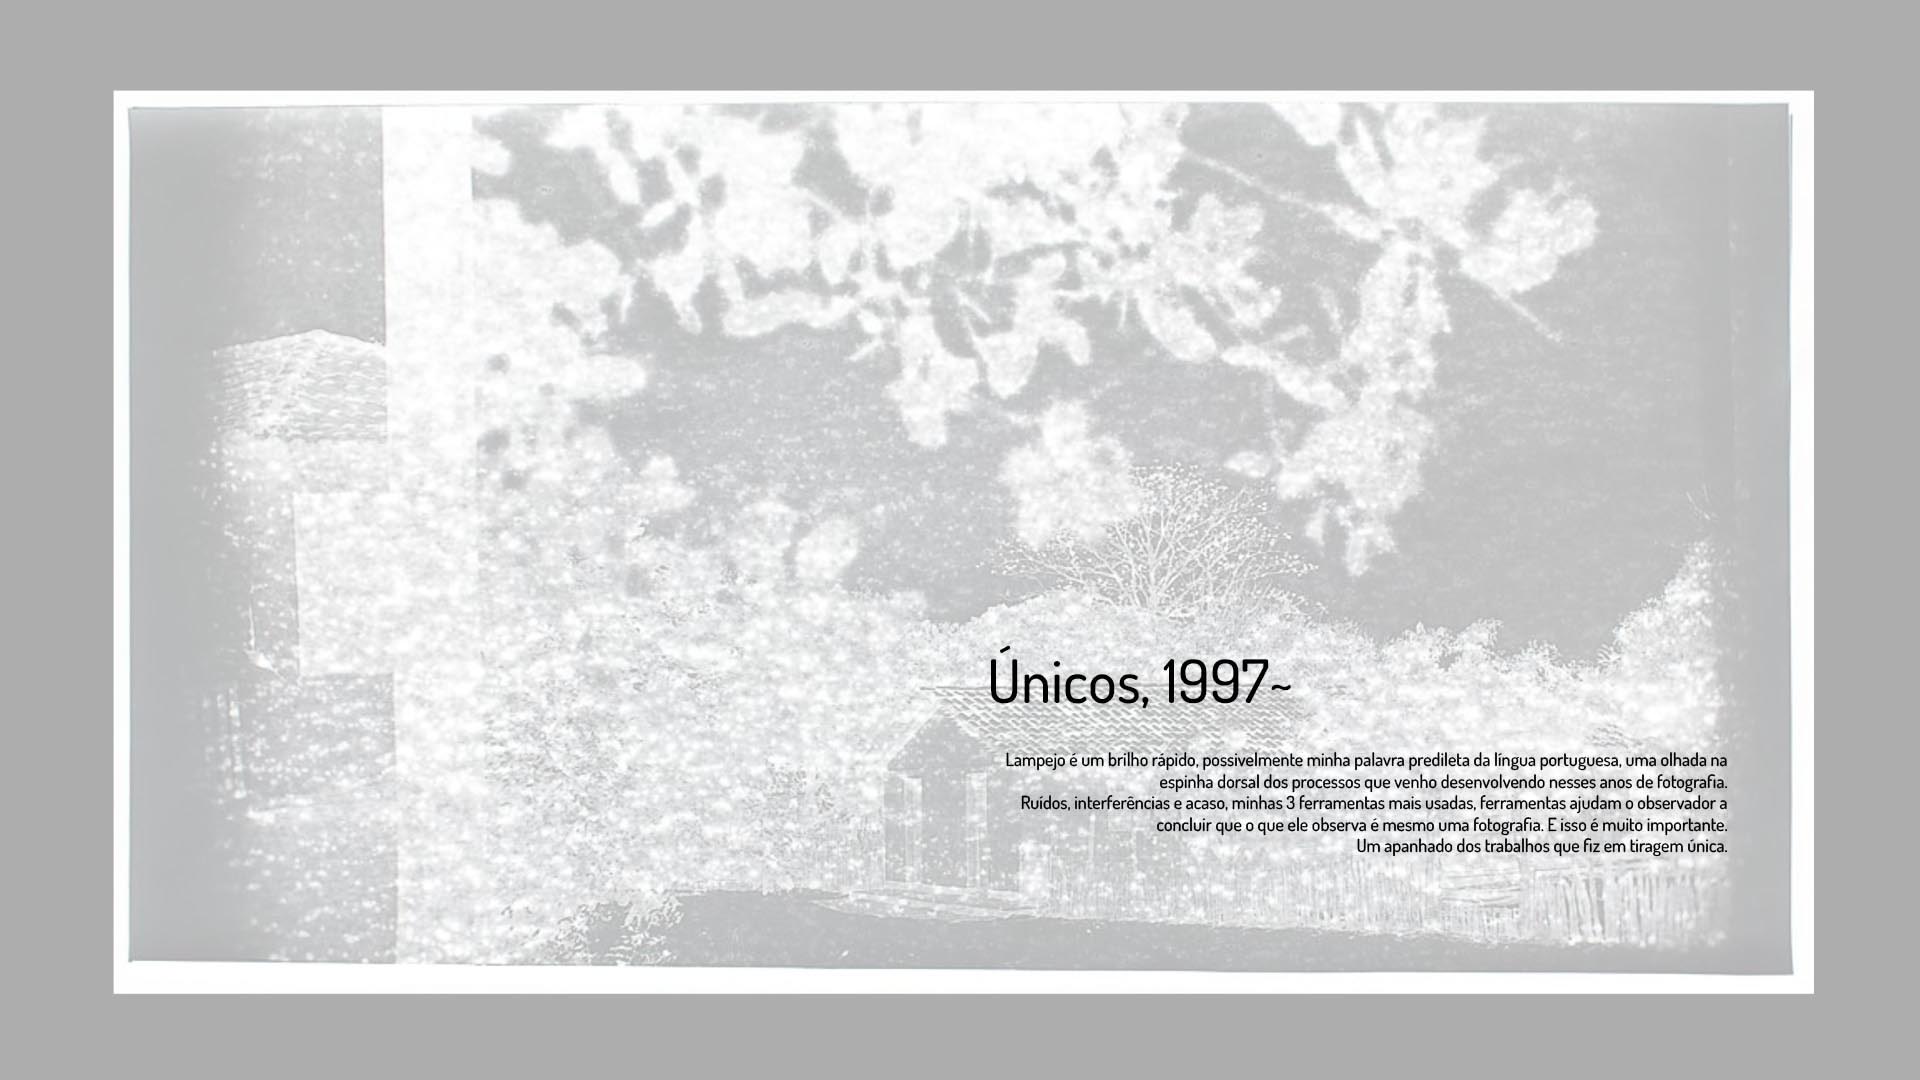 Únicos, 1997~
Lampejo é um brilho rápido, possivelmente minha palavra predileta da língua portuguesa, uma olhada na
espinha dorsal dos processos que venho desenvolvendo nesses anos de fotografia.
Ruídos, interferências e acaso, minhas 3 ferramentas mais usadas, ferramentas ajudam o observador a
concluir que o que ele observa é mesmo uma fotografia. E isso é muito importante.
Um apanhado dos trabalhos que fiz em tiragem única.